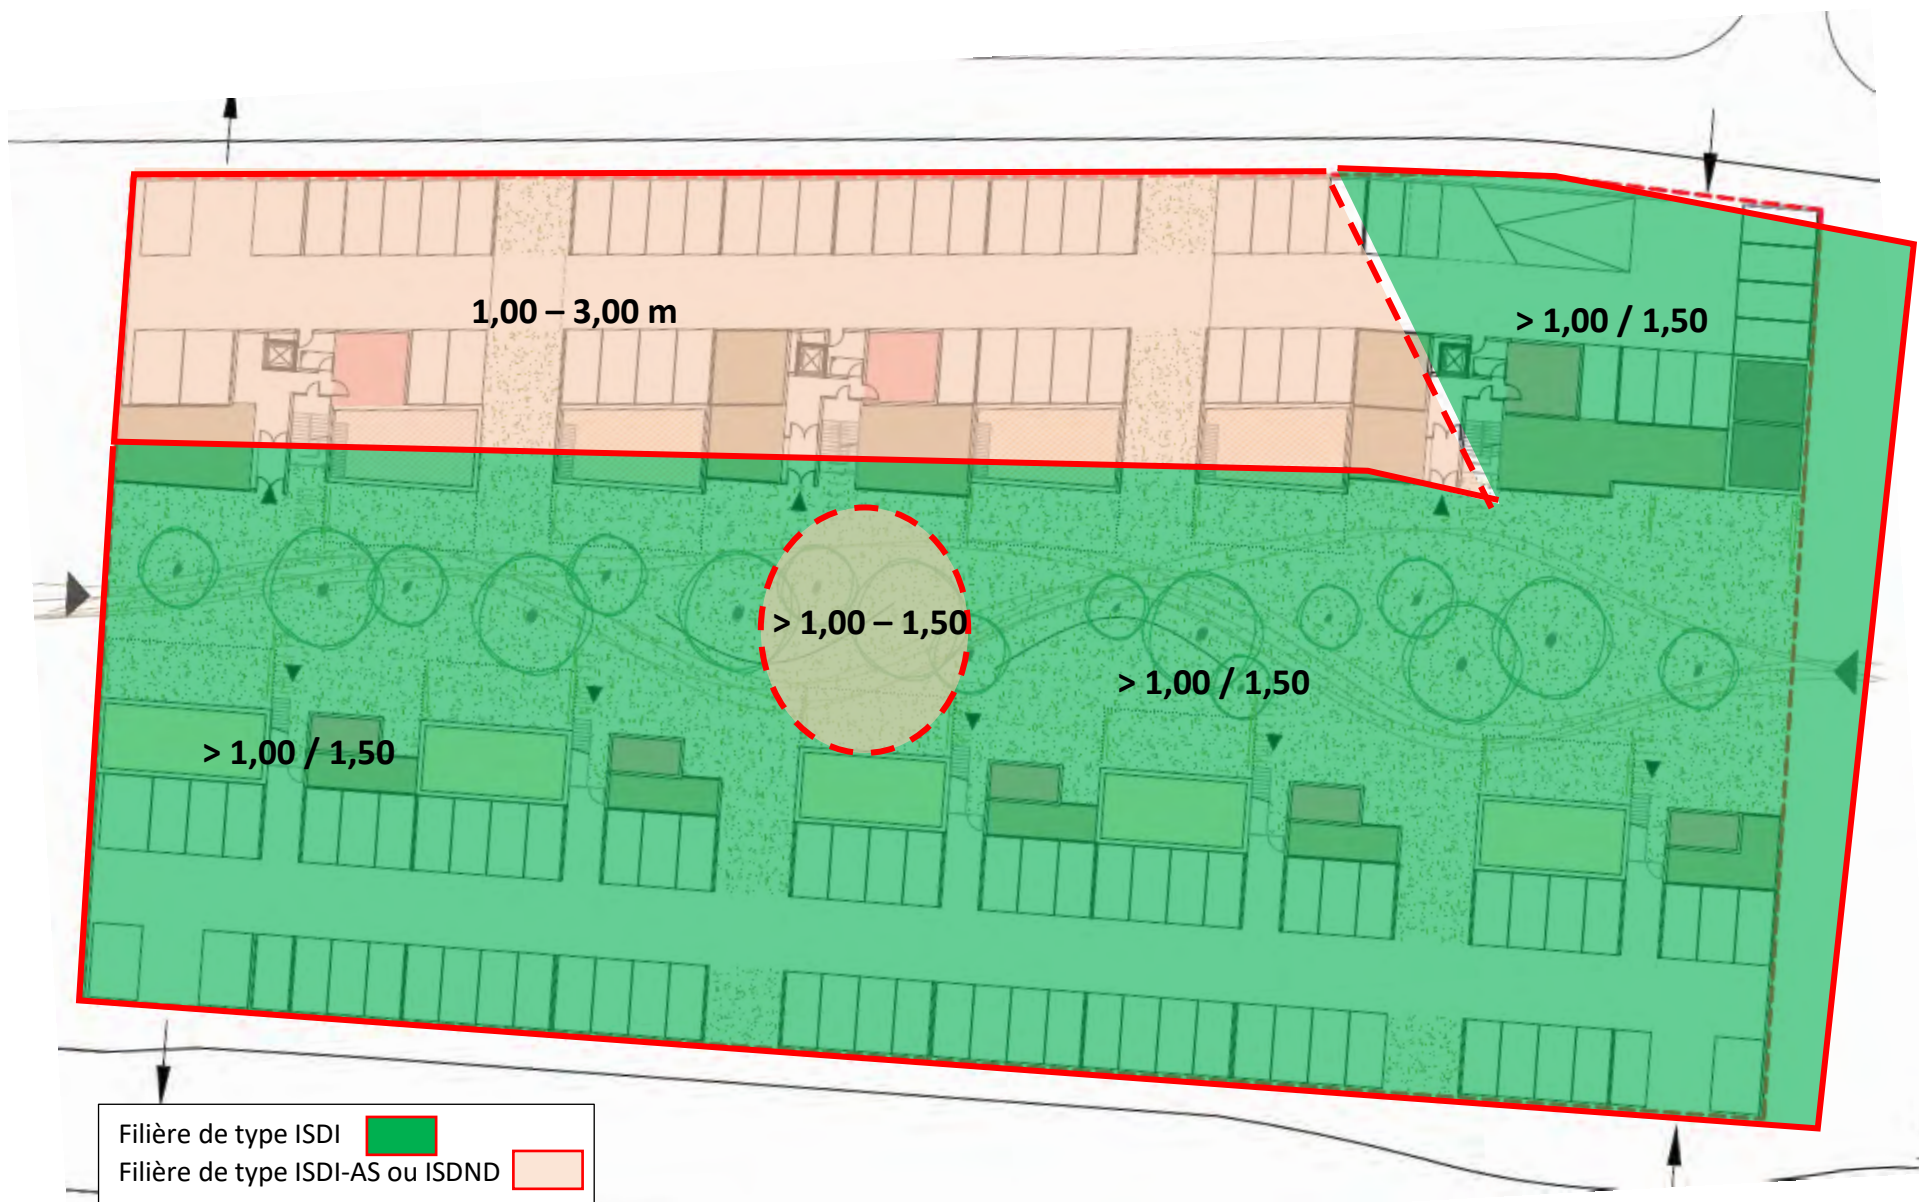 1,00 – 3,00 m
> 1,00 / 1,50
> 1,00 – 1,50
> 1,00 / 1,50
> 1,00 / 1,50
Filière de type ISDI
Filière de type ISDI-AS ou ISDND